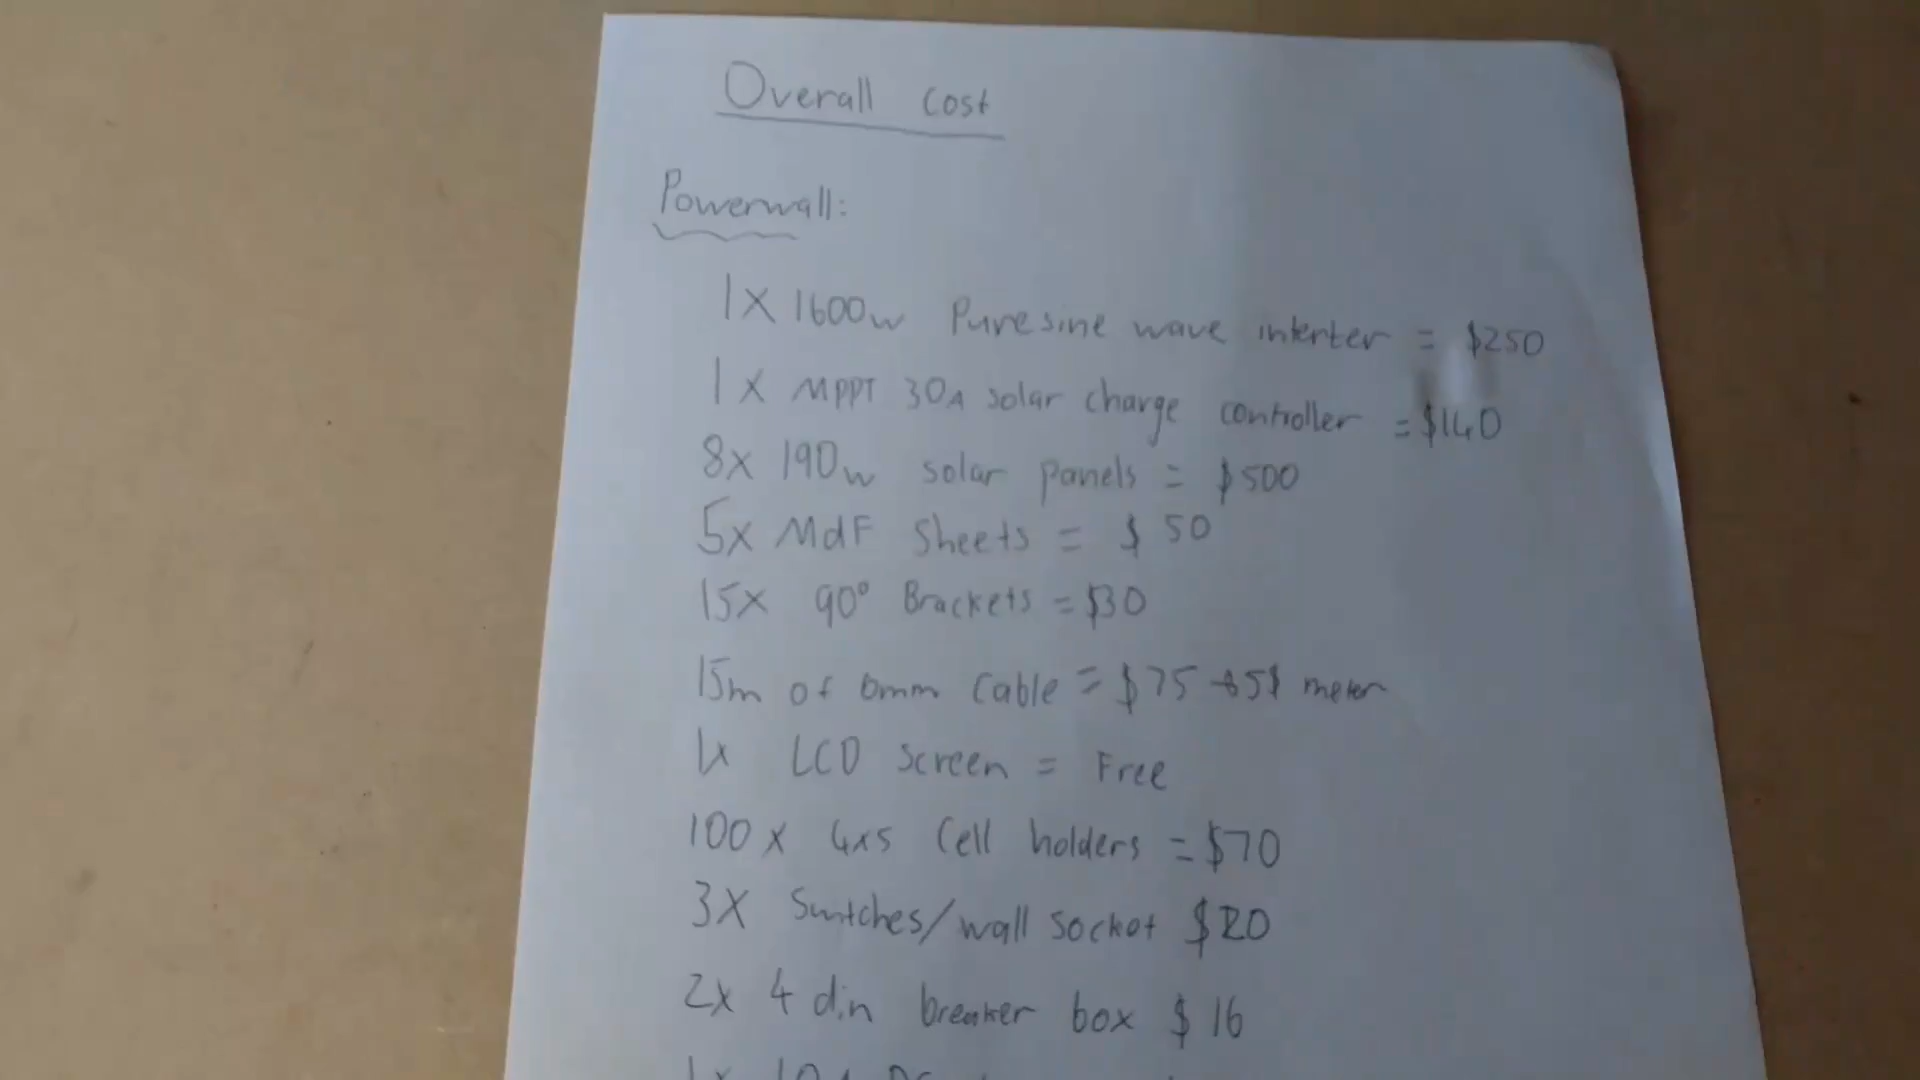 Overall Cost
Powerwall:
1X 1600w Puresine wave interter = $250
1X MPPT 30A solar charge controller = $140
8x 190w solar panels = $500
5x MdF Sheets = $50
15x 90° Brackets = $30
15m of 6mm Cable = $75 meter
1x LCD Screen = Free
100x 4x5 Cell holders = $70
3X Switches/wall socket $20
2x 4 din breaker box $16